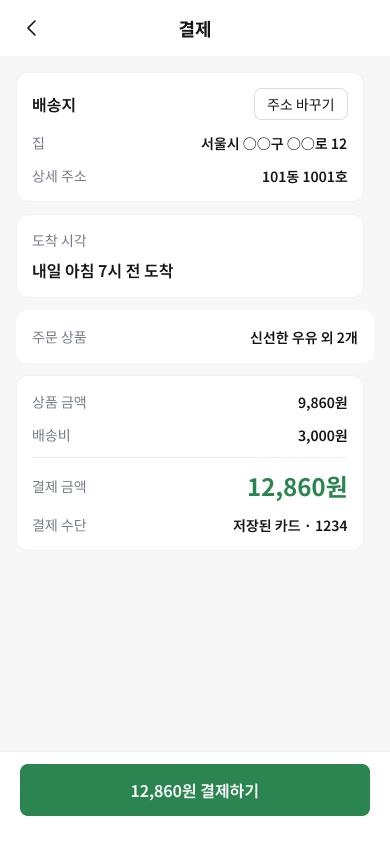 결제
배송지 주소 바꾸기
집 서울시 ○○구 ○○로 12
상세 주소 101동 1001호
도착 시각
내일 아침 7시 전 도착
주문 상품 신선한 우유 외 2개
상품 금액 9,860원
배송비 3,000원
결제 금액 12,860원
결제 수단 저장된 카드 · 1234
12,860원 결제하기